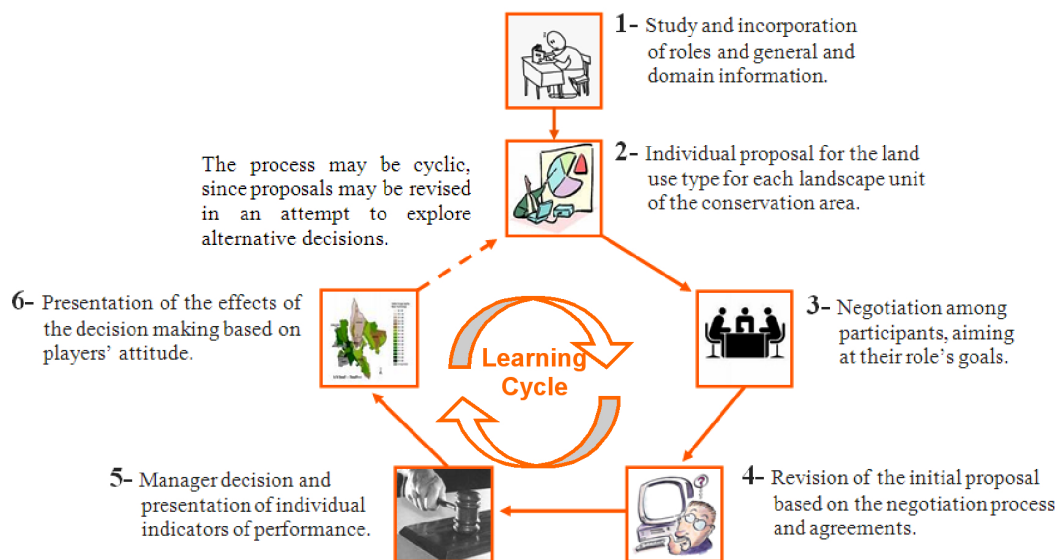 1- Study and incorporation
of roles and general and
domain information.
The process may be cyclic,
since proposals may be revised
in an attempt to explore
alternative decisions.
2- Individual proposal for the land
use type for each landscape unit
of the conservation area.
6- Presentation of the effects of
the decision making based on
players’ attitude.
3- Negotiation among
participants, aiming
at their role’s goals.
Learning
Cycle
5- Manager decision and
presentation of individual
indicators of performance.
4- Revision of the initial proposal
based on the negotiation process
and agreements.
?